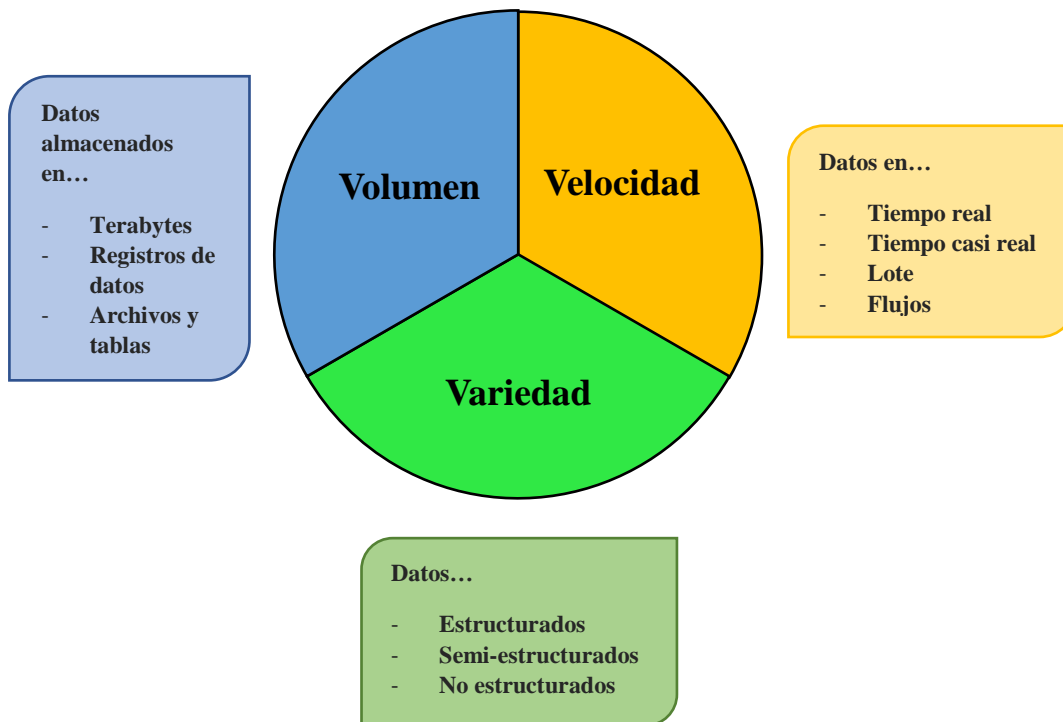 Datos
almacenados
en…
- Terabytes
- Registros de
datos
- Archivos y
tablas
Volumen
Velocidad
Variedad
Datos en…
- Tiempo real
- Tiempo casi real
- Lote
- Flujos
Datos…
- Estructurados
- Semi-estructurados
- No estructurados